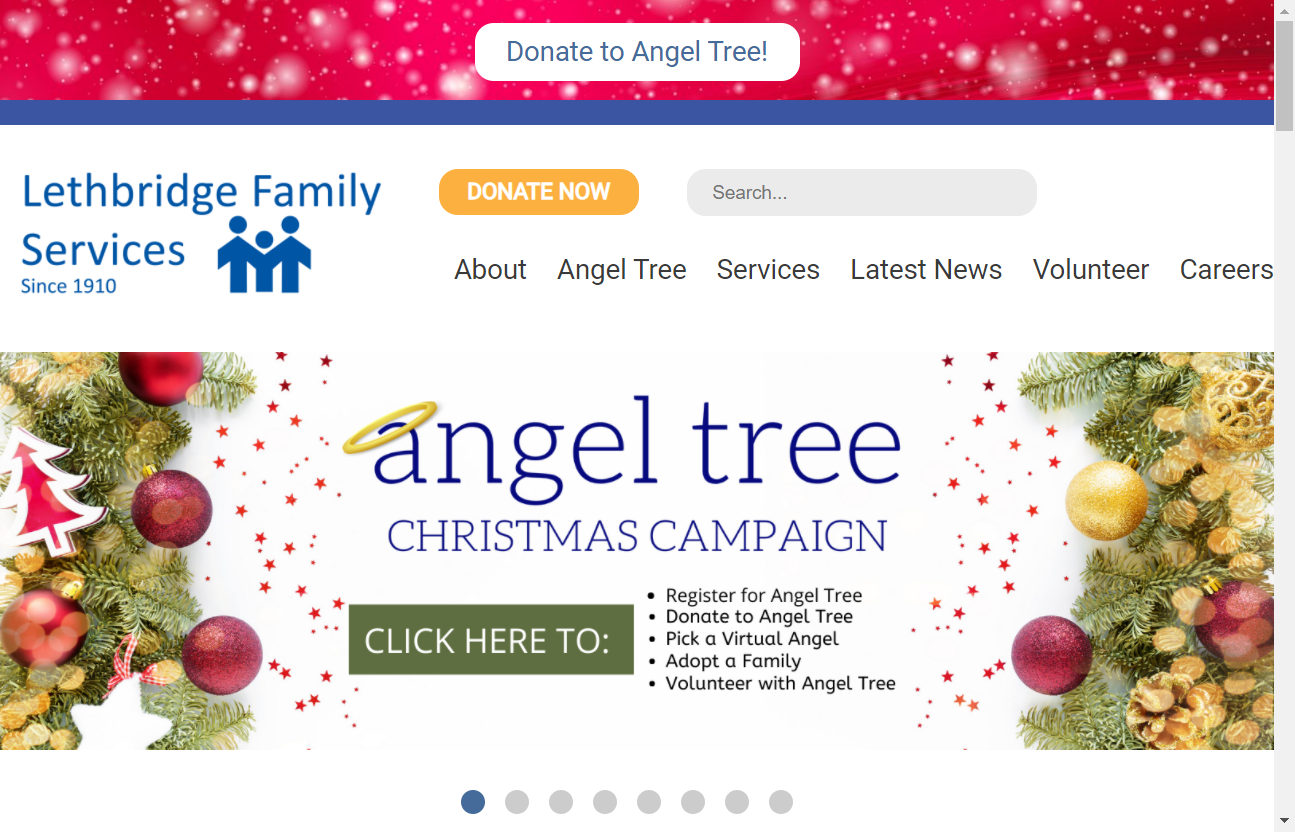 Donate to Angel Tree!
Lethbridge Family
Services
Since 1910
DONATE NOW
Search...
About Angel Tree Services Latest News Volunteer Careers
angel tree
CHRISTMAS CAMPAIGN
CLICK HERE TO:
• Register for Angel Tree
• Donate to Angel Tree
• Pick a Virtual Angel
• Adopt a Family
• Volunteer with Angel Tree